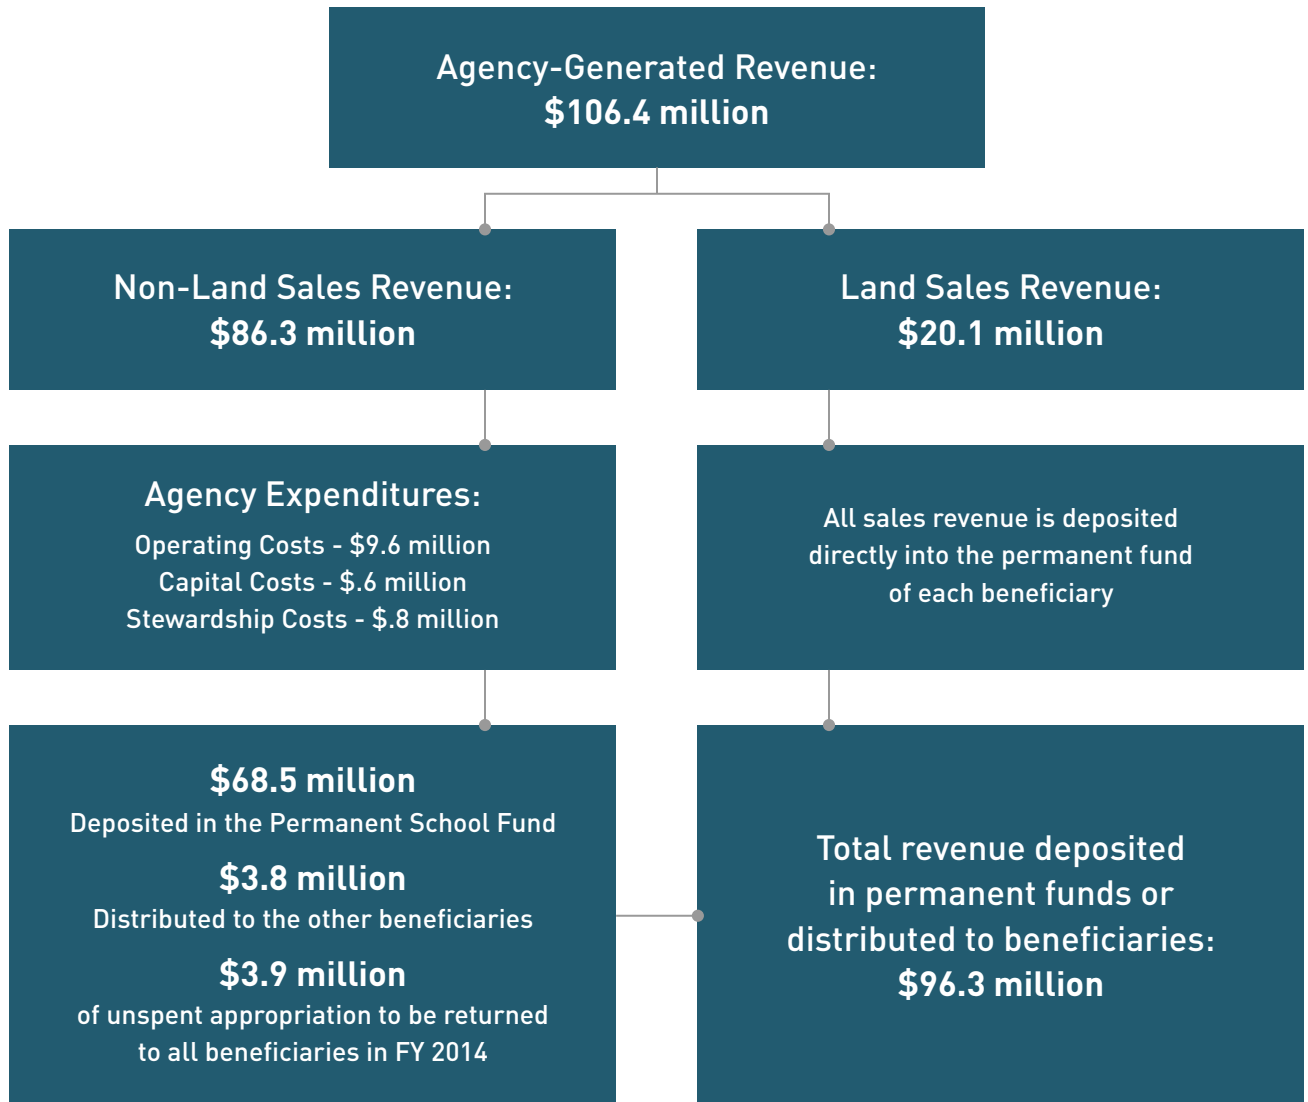 Agency-Generated Revenue:
$106.4 million
Non-Land Sales Revenue:
$86.3 million
Land Sales Revenue:
$20.1 million
Agency Expenditures:
Operating Costs - $9.6 million
Capital Costs - $.6 million
Stewardship Costs - $.8 million
All sales revenue is deposited
directly into the permanent fund
of each beneficiary
$68.5 million
Deposited in the Permanent School Fund
$3.8 million
Distributed to the other beneficiaries
$3.9 million
of unspent appropriation to be returned
to all beneficiaries in FY 2014
Total revenue deposited
in permanent funds or
distributed to beneficiaries:
$96.3 million